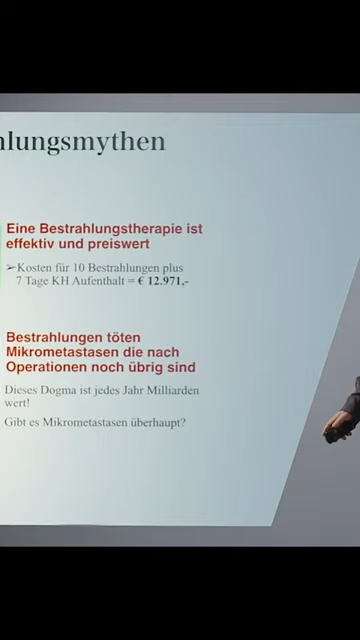 hlungsmythen
Eine Bestrahlungstherapie ist
effektiv und preiswert
➢Kosten für 10 Bestrahlungen plus
7 Tage KH Aufenthalt = € 12.971,-
Bestrahlungen töten
Mikrometastasen die nach
Operationen noch übrig sind
Dieses Dogma ist jedes Jahr Milliarden
wert!
Gibt es Mikrometastasen überhaupt?